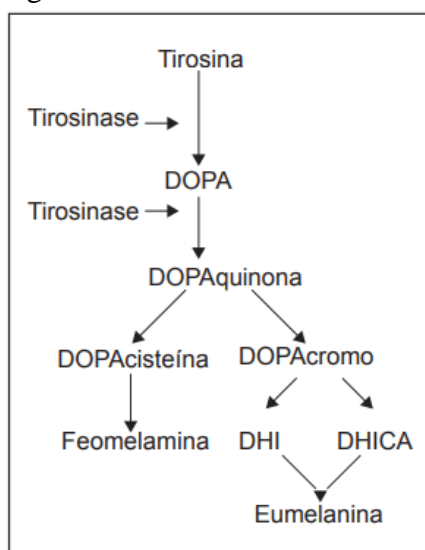 Tirosina
Tirosinase
DOPA
Tirosinase
DOPAquinona
DOPAcisteína DOPAcromo
Feomelamina DHI DHICA
Eumelanina